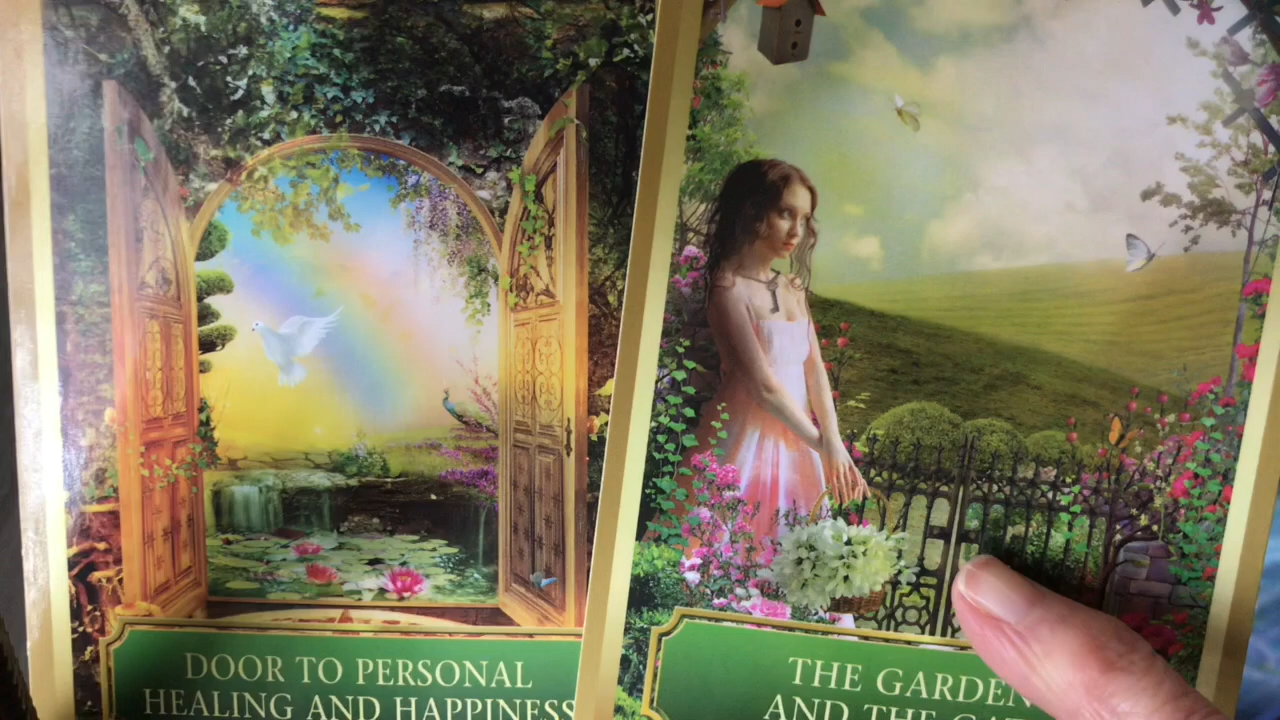 DOOR TO PERSONAL
HEALING AND HAPPINESS
THE GARDEN
AND THE